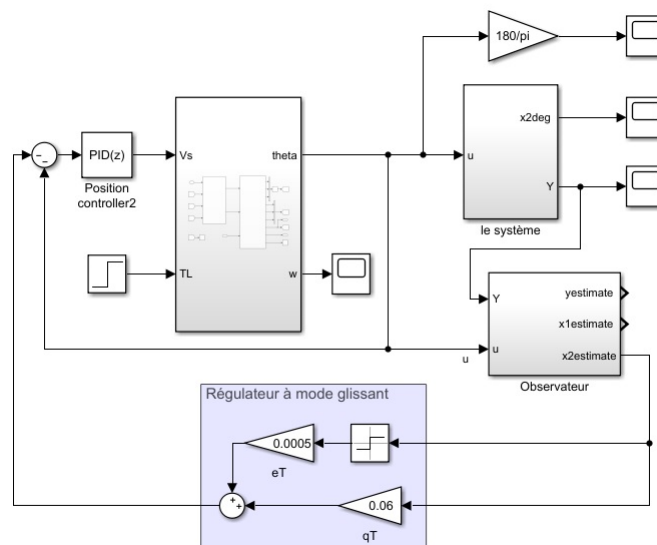 180/pi
x2deg
PID(z)
Vs
theta
u
Position
controller2
Y
le système
TL
w
Y
yestimate
x1estimate
u
u
x2estimate
Observateur
Régulateur à mode glissant
0.0005
eT
0.06
qT